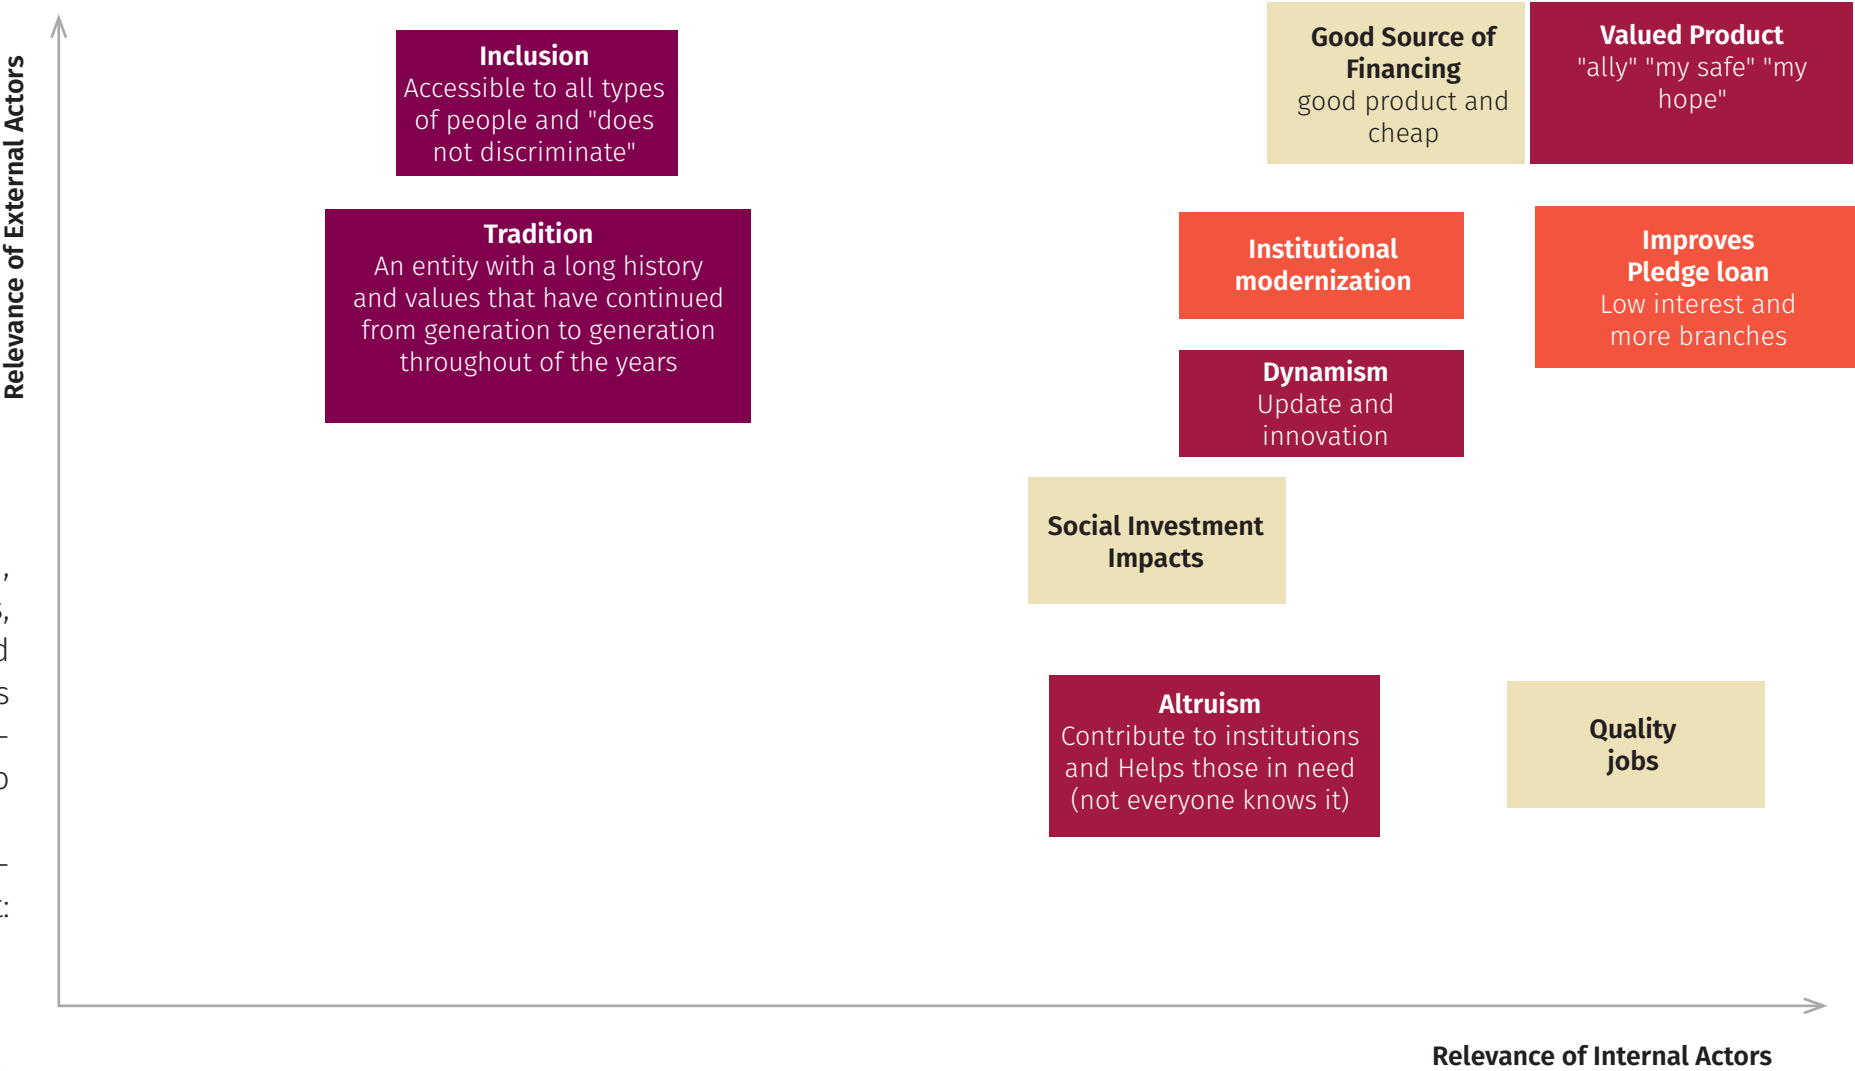 Relevance of External Actors
Inclusion
Accessible to all types
of people and "does
not discriminate"
Good Source of
Financing
good product and
cheap
Valued Product
"ally" "my safe" "my
hope"
Tradition
An entity with a long history
and values that have continued
from generation to generation
throughout of the years
Institutional
modernization
Improves
Pledge loan
Low interest and
more branches
Dynamism
Update and
innovation
Social Investment
Impacts
Altruism
Contribute to institutions
and Helps those in need
(not everyone knows it)
Quality
jobs
Relevance of Internal Actors